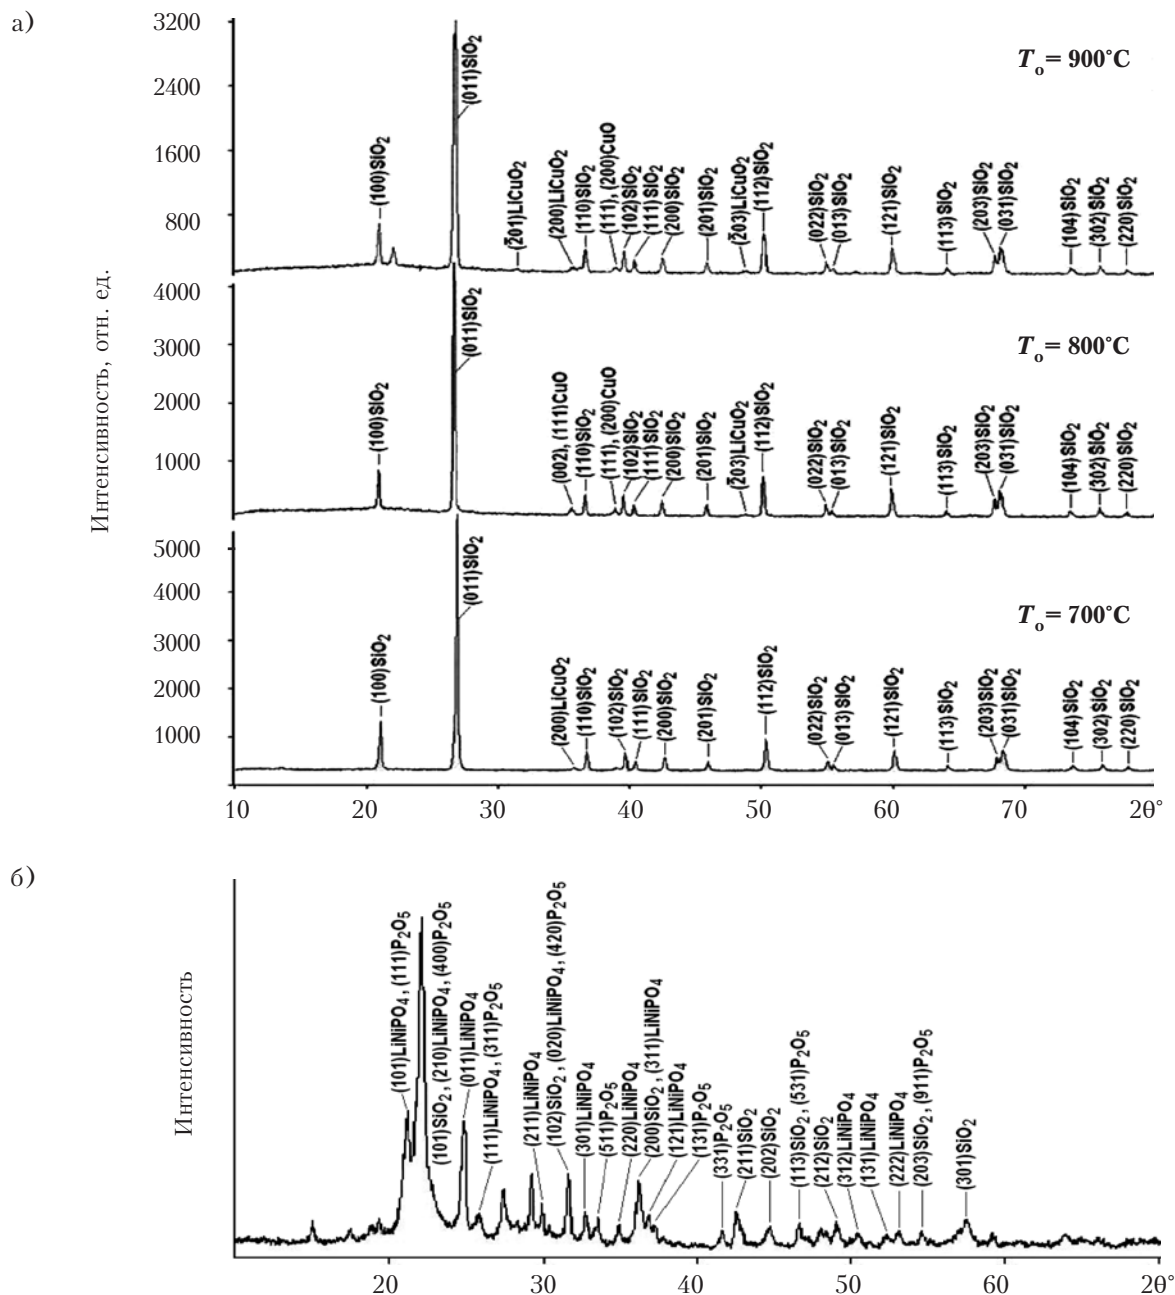 а)
Интенсивность, отн. ед.
3200
2400
1600
800
T₀ = 900°C
(100)SiO₂
(011)SiO₂
(2̄01)LiCuO₂
(200)LiCuO₂
(110)SiO₂
(111), (200)CuO
(102)SiO₂
(111)SiO₂
(200)SiO₂
(201)SiO₂
(2̄03)LiCuO₂
(112)SiO₂
(022)SiO₂
(013)SiO₂
(121)SiO₂
(113)SiO₂
(203)SiO₂
(031)SiO₂
(104)SiO₂
(302)SiO₂
(220)SiO₂
4000
3000
2000
1000
T₀ = 800°C
(100)SiO₂
(011)SiO₂
(002), (111)CuO
(110)SiO₂
(111), (200)CuO
(102)SiO₂
(111)SiO₂
(200)SiO₂
(201)SiO₂
(2̄03)LiCuO₂
(112)SiO₂
(022)SiO₂
(013)SiO₂
(121)SiO₂
(113)SiO₂
(203)SiO₂
(031)SiO₂
(104)SiO₂
(302)SiO₂
(220)SiO₂
5000
4000
3000
2000
1000
T₀ = 700°C
(100)SiO₂
(011)SiO₂
(200)LiCuO₂
(110)SiO₂
(102)SiO₂
(111)SiO₂
(200)SiO₂
(201)SiO₂
(112)SiO₂
(022)SiO₂
(013)SiO₂
(121)SiO₂
(113)SiO₂
(203)SiO₂
(031)SiO₂
(104)SiO₂
(302)SiO₂
(220)SiO₂
10 20 30 40 50 60 70 2θ°
б)
Интенсивность
(101)LiNiPO₄, (111)P₂O₅
(101)SiO₂, (210)LiNiPO₄, (400)P₂O₅
(011)LiNiPO₄
(111)LiNiPO₄, (311)P₂O₅
(211)LiNiPO₄
(102)SiO₂, (020)LiNiPO₄, (420)P₂O₅
(301)LiNiPO₄
(511)P₂O₅
(220)LiNiPO₄
(200)SiO₂, (311)LiNiPO₄
(121)LiNiPO₄
(131)P₂O₅
(331)P₂O₅
(211)SiO₂
(202)SiO₂
(113)SiO₂, (531)P₂O₅
(212)SiO₂
(312)LiNiPO₄
(131)LiNiPO₄
(222)LiNiPO₄
(203)SiO₂, (911)P₂O₅
(301)SiO₂
20 30 40 50 60 2θ°